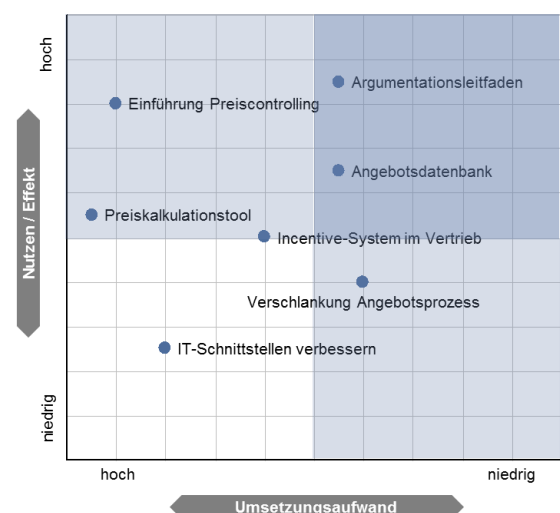 hoch
Argumentationsleitfaden
Einführung Preiscontrolling
Angebotsdatenbank
Nutzen / Effekt
Preiskalkulationstool
Incentive-System im Vertrieb
Verschlankung Angebotsprozess
IT-Schnittstellen verbessern
niedrig
hoch
niedrig
Umsetzungsaufwand